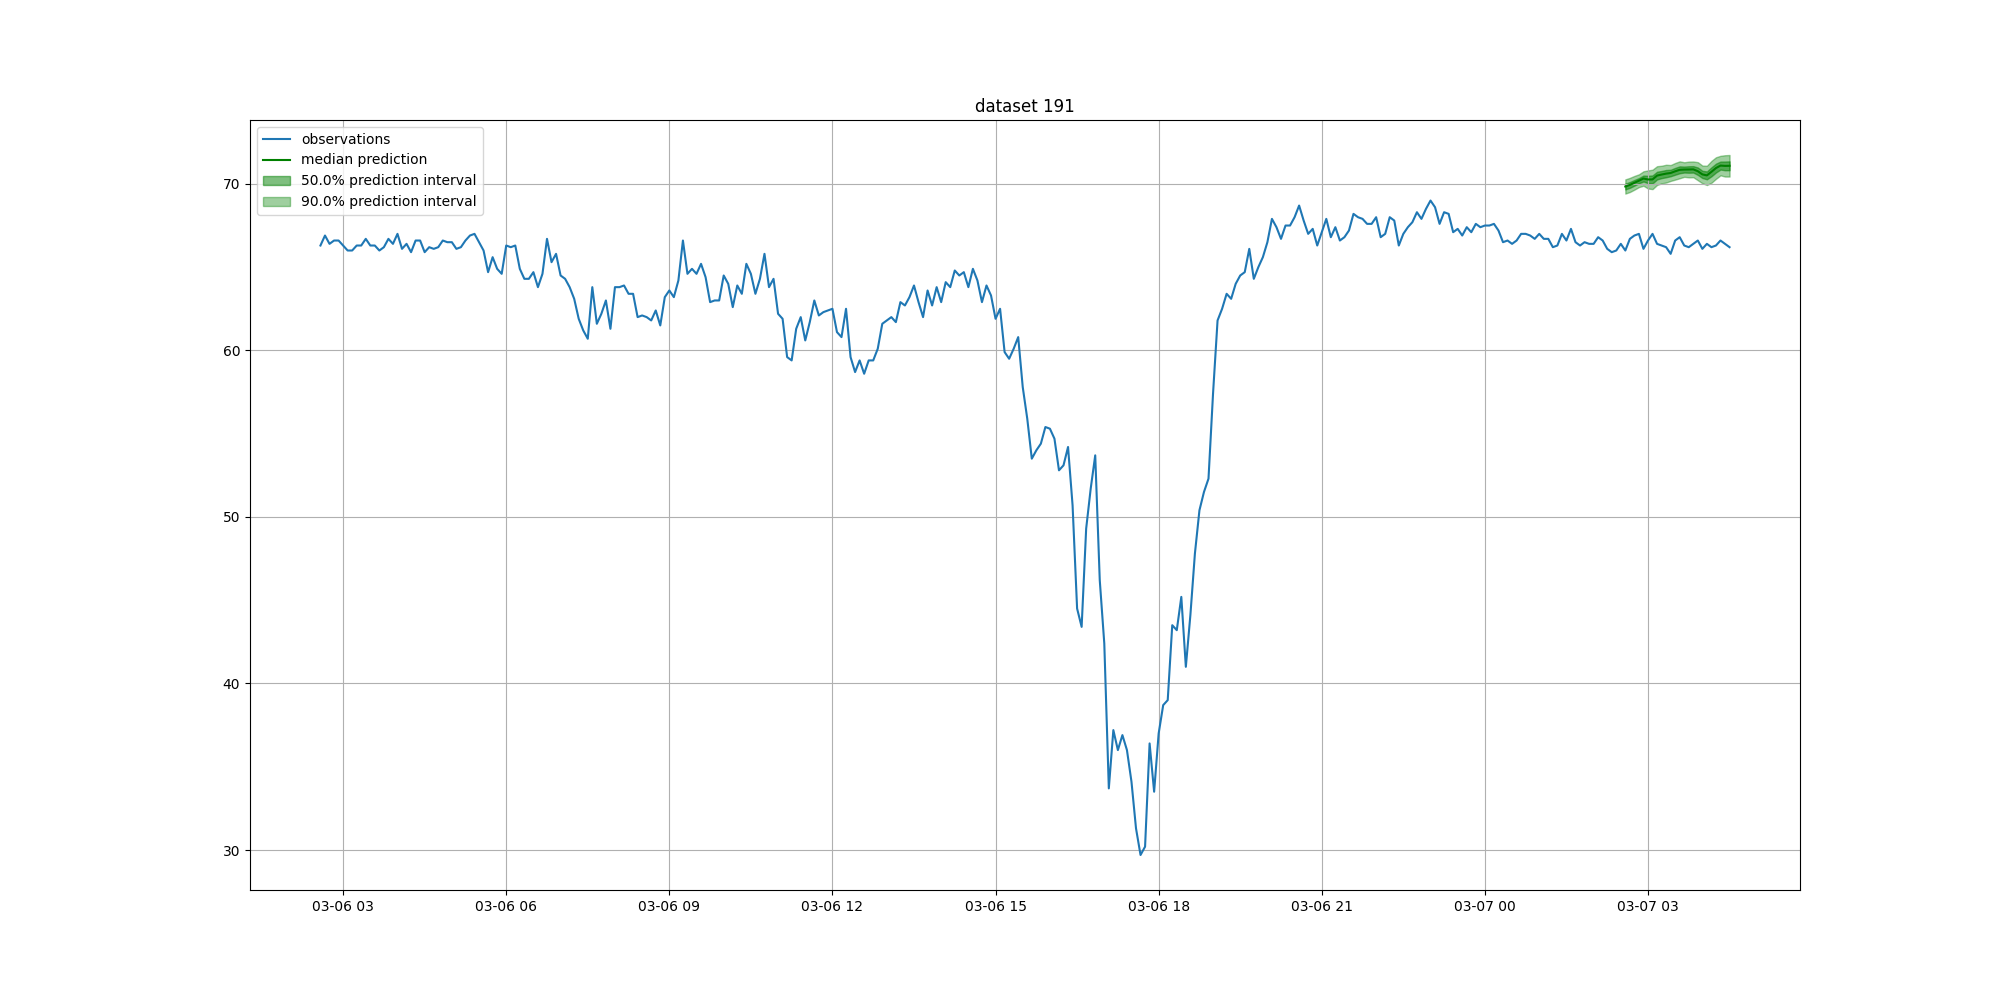 dataset 191
observations
median prediction
50.0% prediction interval
90.0% prediction interval
70
60
50
40
30
03-06 03
03-06 06
03-06 09
03-06 12
03-06 15
03-06 18
03-06 21
03-07 00
03-07 03